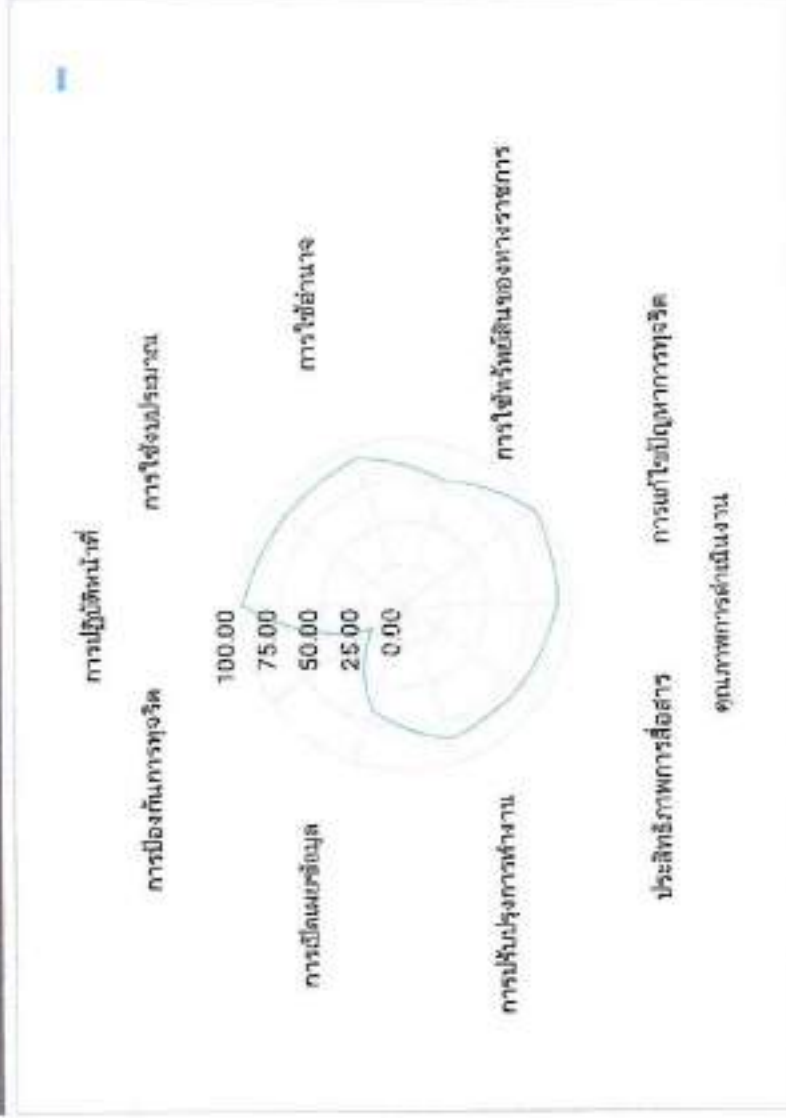 การปฏิบัติหน้าที่
การป้องกันการทุจริต
การใช้งบประมาณ
การเปิดเผยข้อมูล
100.00
75.00
50.00
25.00
0.00
การใช้อำนาจ
การปรับปรุงการทำงาน
การใช้ทรัพย์สินของทางราชการ
ประสิทธิภาพการสื่อสาร
การแก้ไขปัญหาการทุจริต
คุณภาพการดำเนินงาน